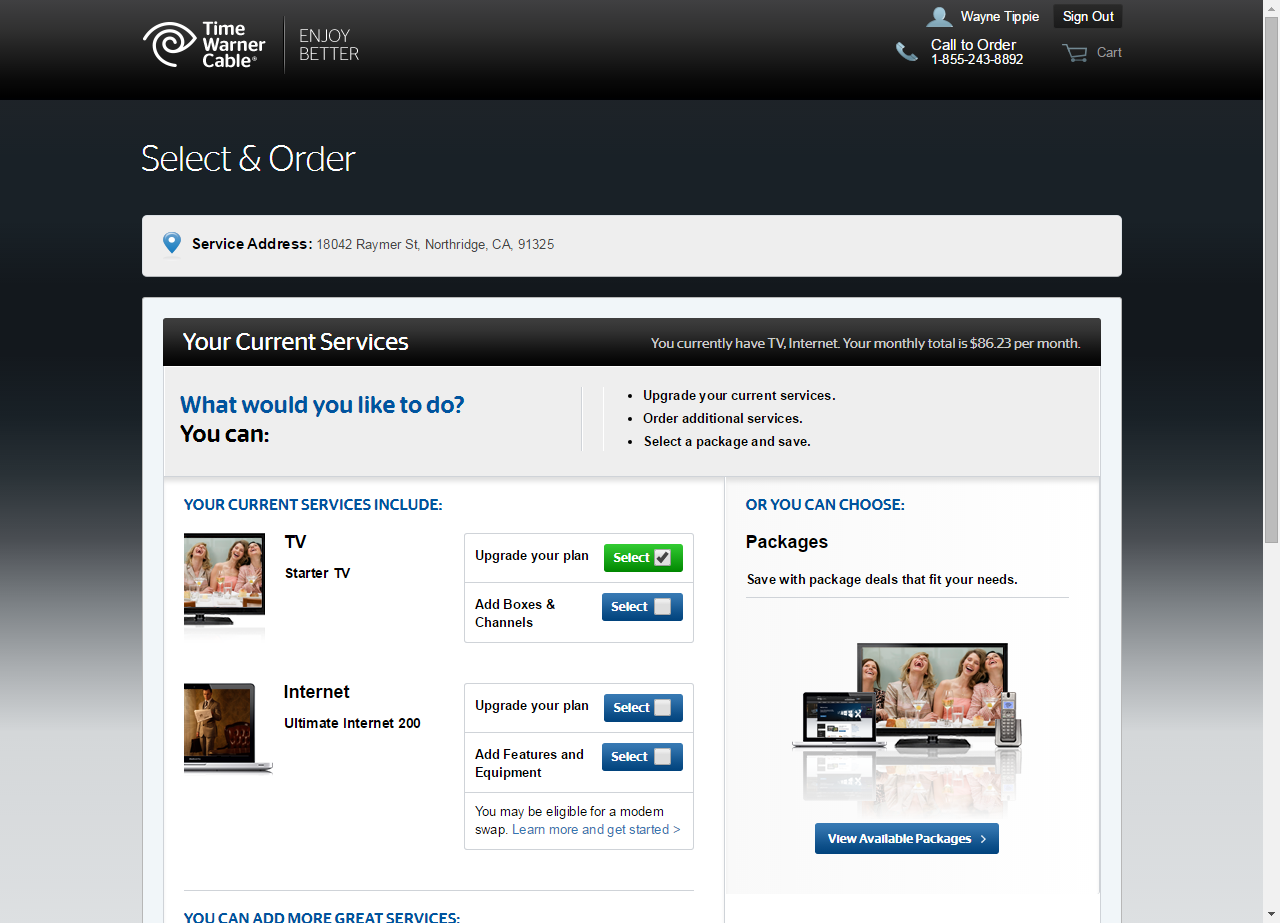 Time
Warner
Cable®
ENJOY
BETTER
Wayne Tippie
Sign Out
Call to Order
1-855-243-8892
Cart
Select & Order
Service Address: 18042 Raymer St, Northridge, CA, 91325
Your Current Services
You currently have TV, Internet. Your monthly total is $86.23 per month.
What would you like to do?
You can:
• Upgrade your current services.
• Order additional services.
• Select a package and save.
YOUR CURRENT SERVICES INCLUDE:
TV
Starter TV
Upgrade your plan
Select
Add Boxes &
Channels
Select
Internet
Ultimate Internet 200
Upgrade your plan
Select
Add Features and
Equipment
Select
You may be eligible for a modem
swap. Learn more and get started >
OR YOU CAN CHOOSE:
Packages
Save with package deals that fit your needs.
View Available Packages >
YOU CAN ADD MORE GREAT SERVICES: